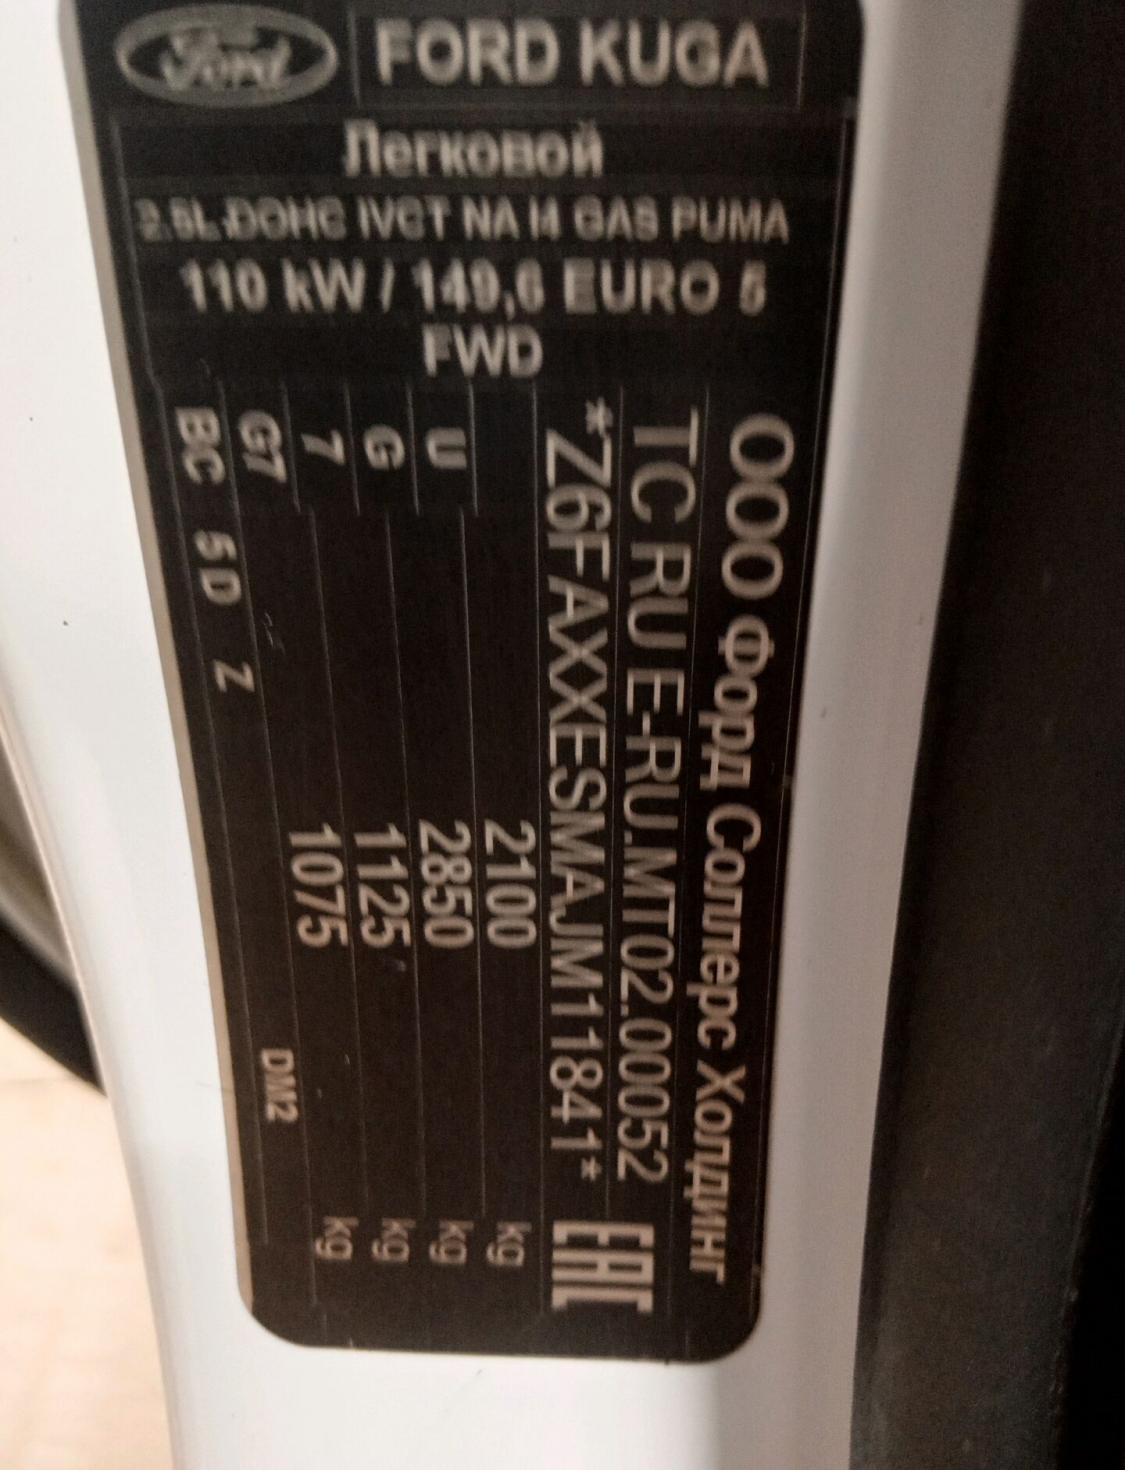 Ford
FORD KUGA
Легковой
2.5L DOHC IVCT NA I4 GAS PUMA
110 kW / 149,6 EURO 5
FWD
ООО Форд Соллерс Холдинг
TC RU E-RU.MT02.00052
*Z6FAXXESMAJM11841*
EAC
2100 kg
U 2850 kg
G 1125 kg
7 1075 kg
G7
BC 5D Z DM2